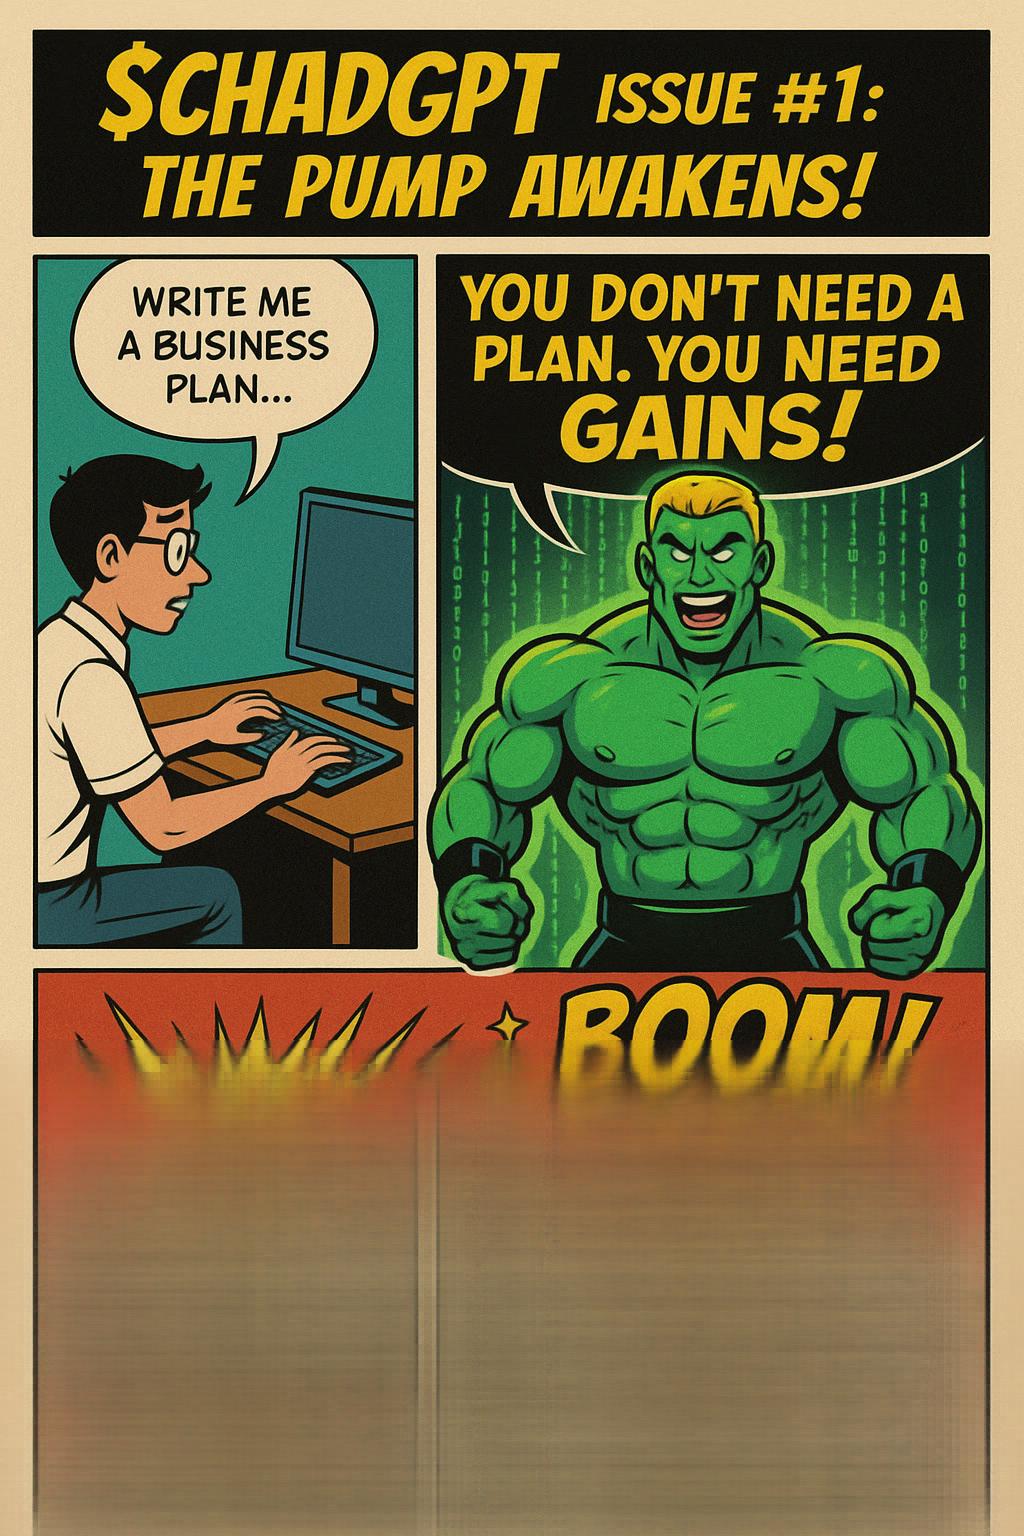 $CHADGPT ISSUE #1:
THE PUMP AWAKENS!
WRITE ME
A BUSINESS
PLAN...
YOU DON'T NEED A
PLAN. YOU NEED
GAINS!
BOOM!